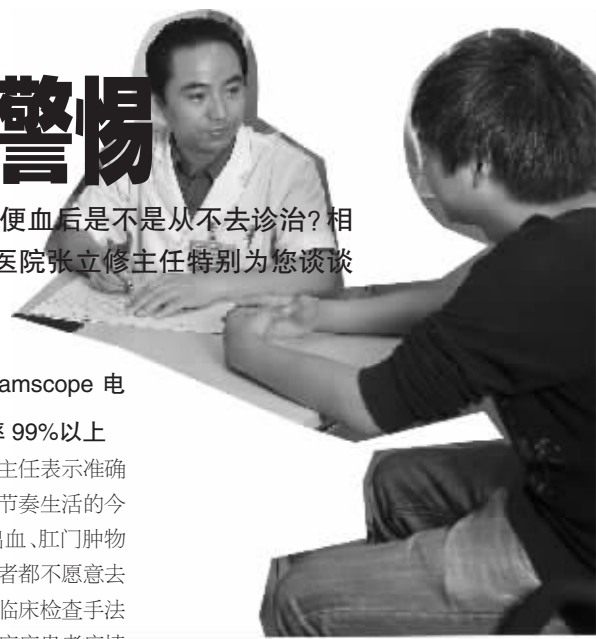 警惕
便血后是不是从不去诊治?相
医院张立修主任特别为您谈谈
amscope 电
率 99%以上
主任表示准确
节奏生活的今
出血、肛门肿物
者都不愿意去
临床检查手法